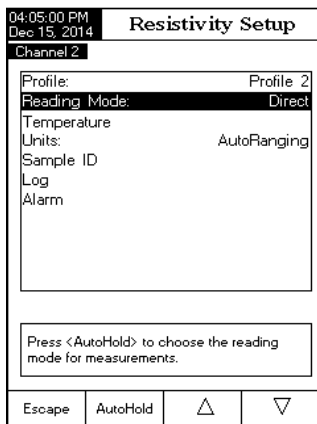 04:05:00 PM
Dec 15, 2014
Resistivity Setup
Channel 2
Profile: Profile 2
Reading Mode: Direct
Temperature
Units: AutoRanging
Sample ID
Log
Alarm
Press <AutoHold> to choose the reading
mode for measurements.
Escape AutoHold △ ▽